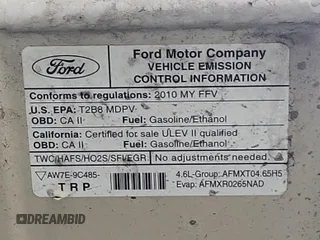 Ford
Ford Motor Company
VEHICLE EMISSION
CONTROL INFORMATION
Conforms to regulations: 2010 MY FFV
U.S. EPA: T2B8 MDPV
OBD: CA II Fuel: Gasoline/Ethanol
California: Certified for sale ULEV II qualified
OBD: CA II Fuel: Gasoline/Ethanol
TWC/HAFS/HO2S/SFI/EGR No adjustments needed.
AW7E-9C485-
TRP
4.6L-Group: AFMXT04.65H5
Evap: AFMXR0265NAD
© DREAMBID